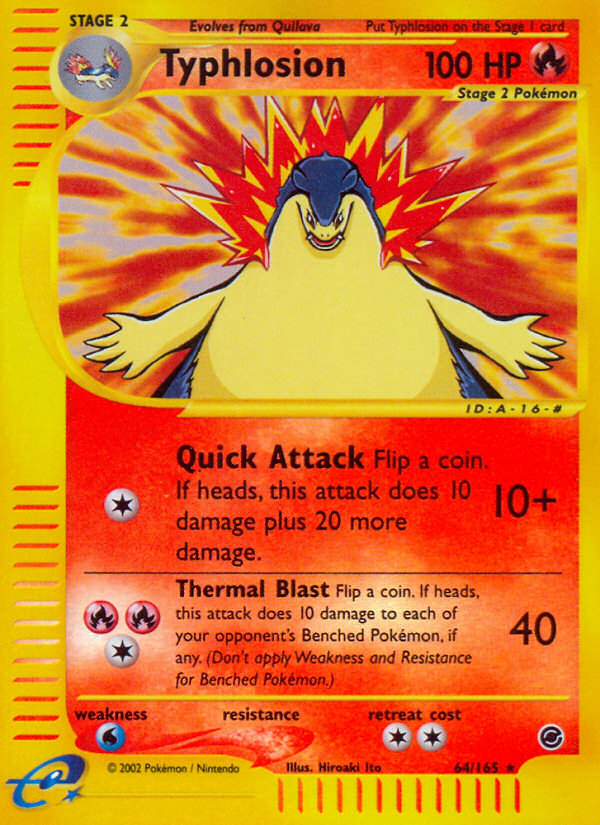 STAGE 2
Evolves from Quilava
Put Typhlosion on the Stage 1 card
Typhlosion
100 HP
Stage 2 Pokémon
ID:A-16-#
Quick Attack Flip a coin.
If heads, this attack does 10
damage plus 20 more
damage.
10+
Thermal Blast Flip a coin. If heads,
this attack does 10 damage to each of
your opponent's Benched Pokémon, if
any. (Don't apply Weakness and Resistance
for Benched Pokémon.)
40
weakness
resistance
retreat cost
© 2002 Pokémon / Nintendo
Illus. Hiroaki Ito
64/165 ★
e